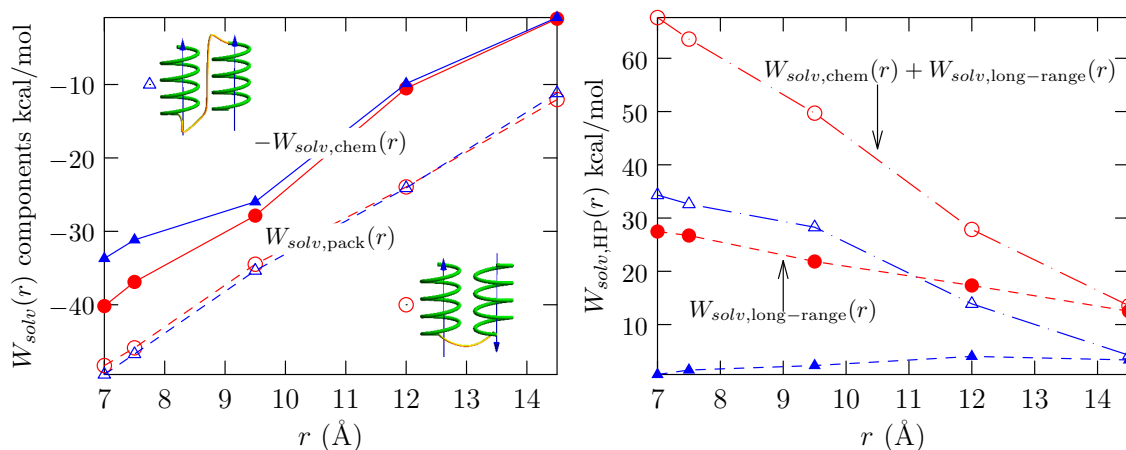 W_solv(r) components kcal/mol
−10
−20
−30
−40
−W_solv,chem(r)
W_solv,pack(r)
7 8 9 10 11 12 13 14
r (Å)
W_solv,HP(r) kcal/mol
60
50
40
30
20
10
W_solv,chem(r) + W_solv,long−range(r)
W_solv,long−range(r)
7 8 9 10 11 12 13 14
r (Å)